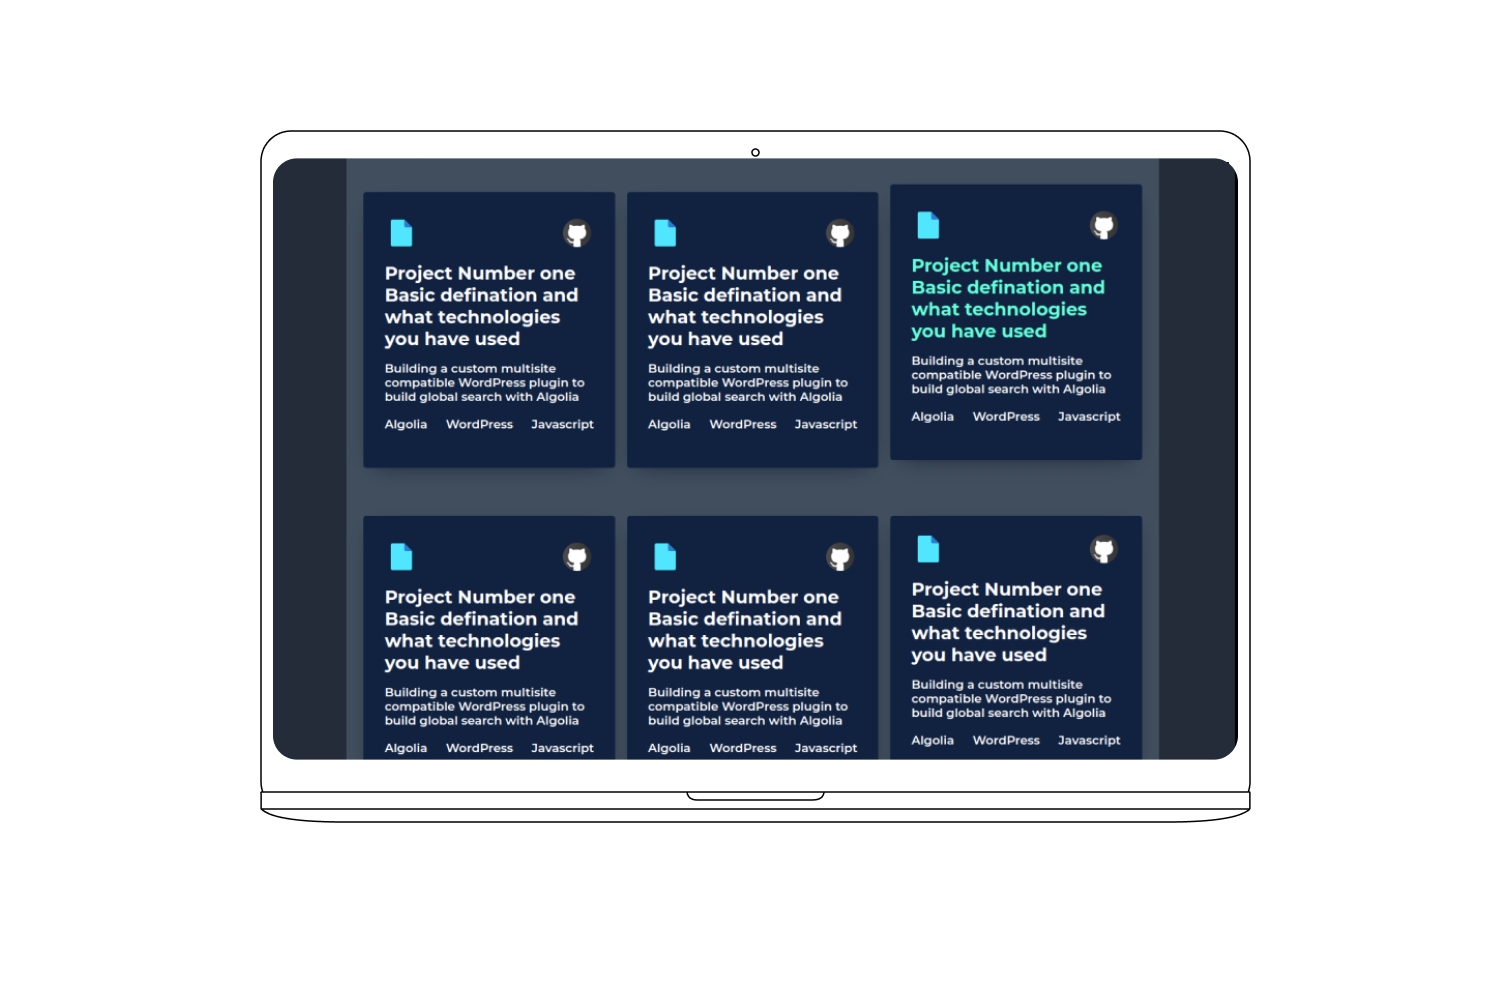 Project Number one
Basic defination and
what technologies
you have used
Building a custom multisite
compatible WordPress plugin to
build global search with Algolia
Algolia WordPress Javascript
Project Number one
Basic defination and
what technologies
you have used
Building a custom multisite
compatible WordPress plugin to
build global search with Algolia
Algolia WordPress Javascript
Project Number one
Basic defination and
what technologies
you have used
Building a custom multisite
compatible WordPress plugin to
build global search with Algolia
Algolia WordPress Javascript
Project Number one
Basic defination and
what technologies
you have used
Building a custom multisite
compatible WordPress plugin to
build global search with Algolia
Algolia WordPress Javascript
Project Number one
Basic defination and
what technologies
you have used
Building a custom multisite
compatible WordPress plugin to
build global search with Algolia
Algolia WordPress Javascript
Project Number one
Basic defination and
what technologies
you have used
Building a custom multisite
compatible WordPress plugin to
build global search with Algolia
Algolia WordPress Javascript